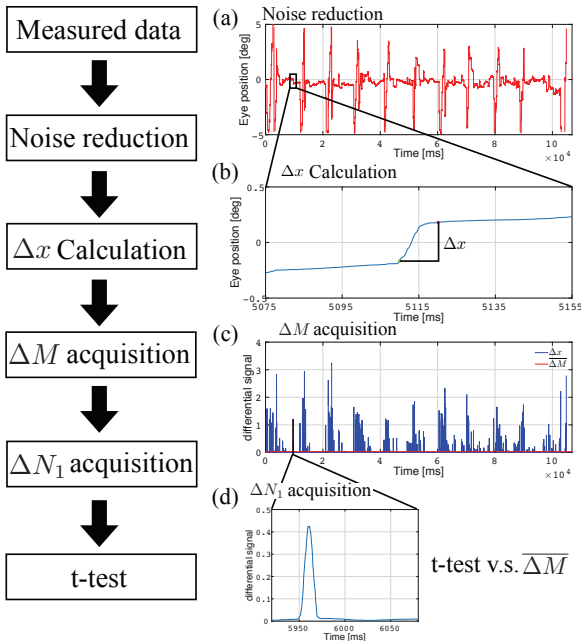 Measured data
Noise reduction
Δx Calculation
ΔM acquisition
ΔN₁ acquisition
t-test
(a) Noise reduction
Eye position [deg]
5
0
−5
0 2 4 6 8 10
Time [ms]
×10⁴
(b) Δx Calculation
Eye position [deg]
0.5
0
-0.5
Δx
5075 5095 5115 5135 5155
Time [ms]
(c) ΔM acquisition
differential signal
4
3
2
1
0
Δx
ΔM
0 2 4 6 8 10
Time [ms]
×10⁴
(d) ΔN₁ acquisition
differential signal
0.5
0.4
0.3
0.2
0.1
0
5950 6000 6050
Time [ms]
t-test v.s. ΔM